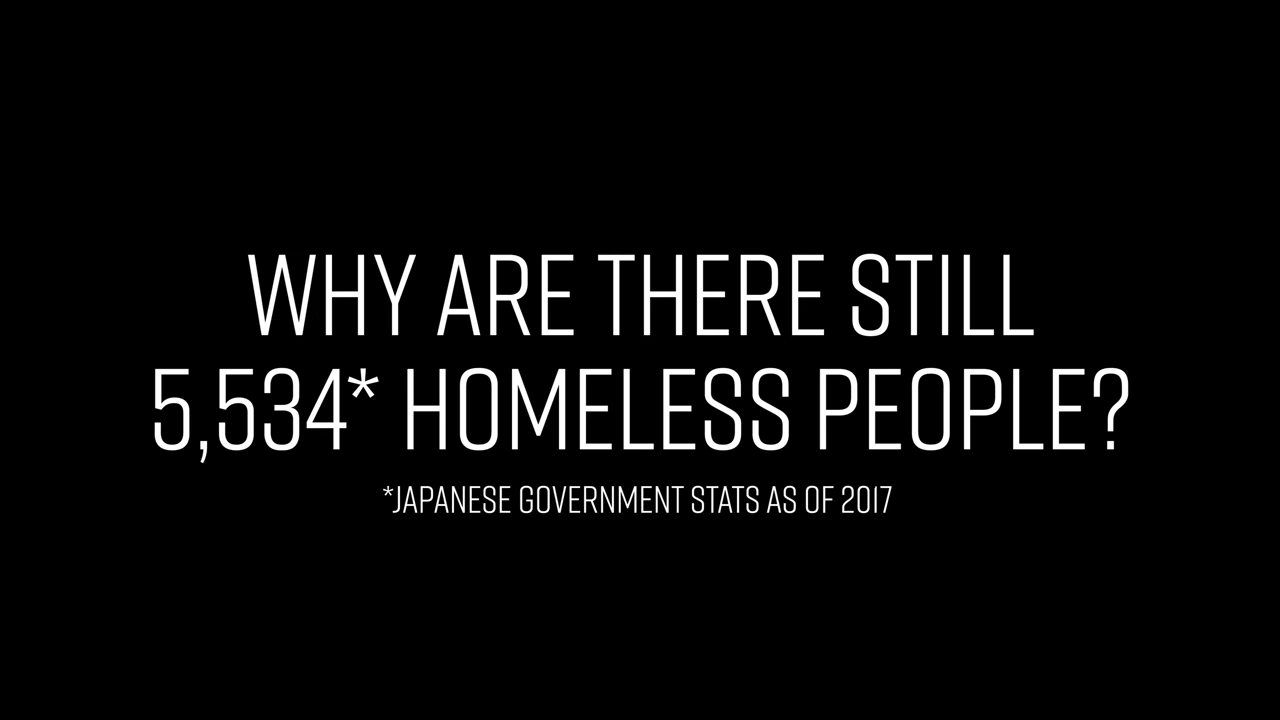 WHY ARE THERE STILL
5,534* HOMELESS PEOPLE?
*JAPANESE GOVERNMENT STATS AS OF 2017